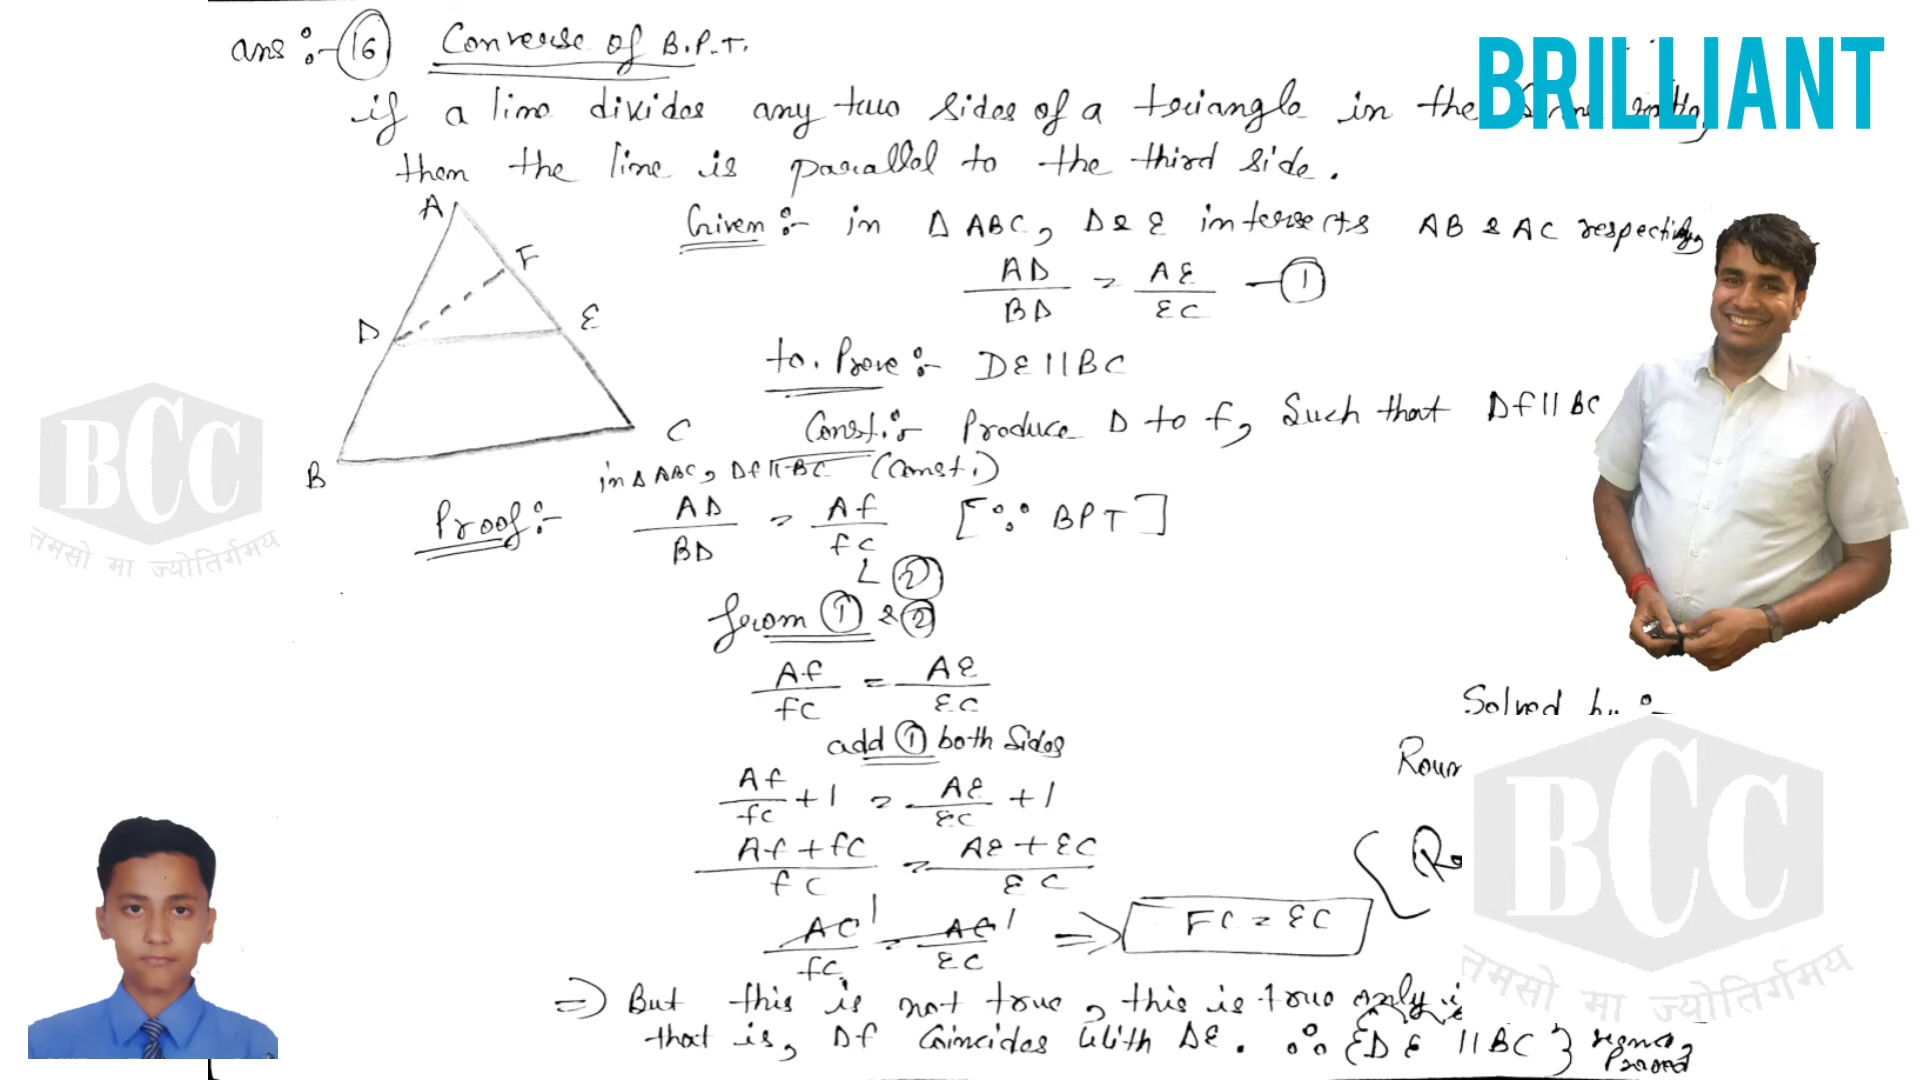 ans :- 16 Converse of B.P.T.
BRILLIANT
if a line divides any two sides of a triangle in the
then the line is parallel to the third side.
A
F
D
E
B
C
Given :- in Δ ABC, D & E intersects AB & AC respectively,
AD/BD = AE/EC — 1
to. Prove :- DE || BC
Const. :- Produce D to f, Such that Df || BC
in Δ ABC, Df || BC (Const.)
Proof :- AD/BD = Af/fC [∵ BPT]
2
from 1 & 2
Af/fC = AE/EC
add 1 both sides
Af/fC + 1 = AE/EC + 1
Af + fC/fC = AE + EC/EC
AC/fC = AC/EC ⇒ FC = EC
⇒ But this is not true, this is true only
that is, Df Coincides With DE. ∴ {DE || BC} Hence, Proved
Solved by :-
BCC
तमसो मा ज्योतिर्गमय
BCC
तमसो मा ज्योतिर्गमय